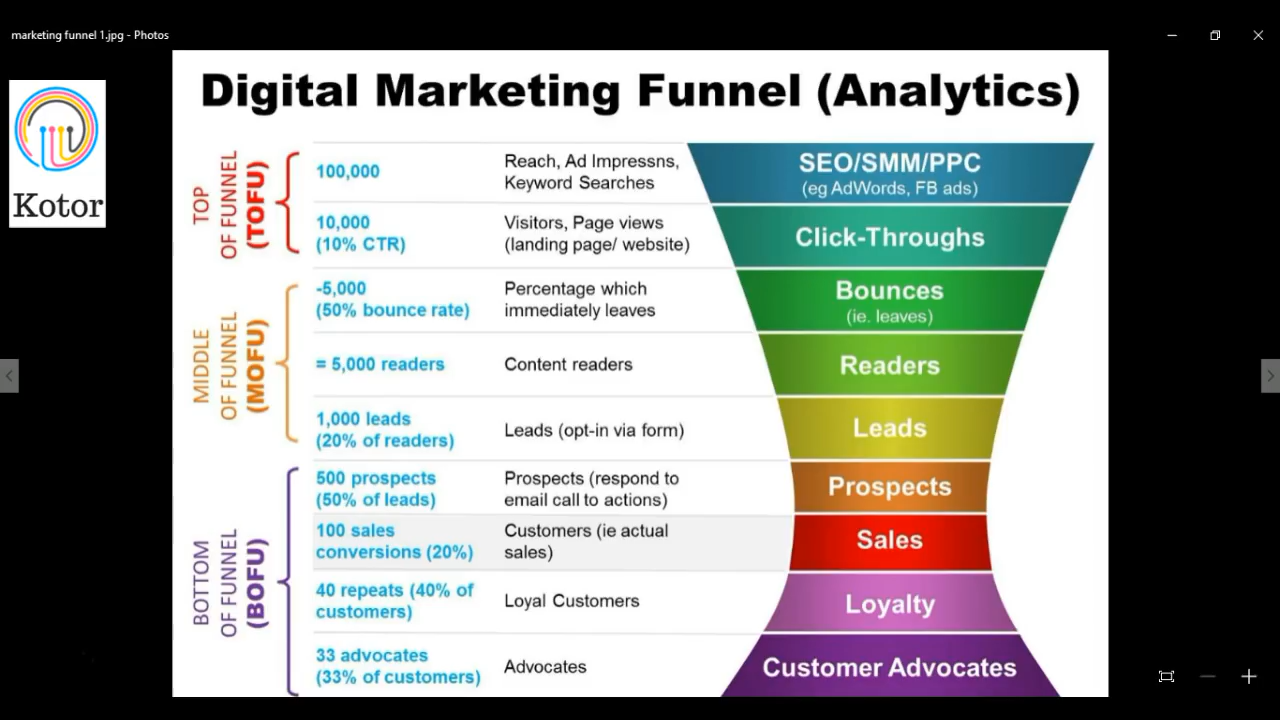 marketing funnel 1.jpg - Photos
Kotor
Digital Marketing Funnel (Analytics)
TOP
OF FUNNEL
(TOFU)
100,000
Reach, Ad Impressns,
Keyword Searches
SEO/SMM/PPC
(eg AdWords, FB ads)
10,000
(10% CTR)
Visitors, Page views
(landing page/ website)
Click-Throughs
MIDDLE
OF FUNNEL
(MOFU)
-5,000
(50% bounce rate)
Percentage which
immediately leaves
Bounces
(ie. leaves)
= 5,000 readers
Content readers
Readers
1,000 leads
(20% of readers)
Leads (opt-in via form)
Leads
BOTTOM
OF FUNNEL
(BOFU)
500 prospects
(50% of leads)
Prospects (respond to
email call to actions)
Prospects
100 sales
conversions (20%)
Customers (ie actual
sales)
Sales
40 repeats (40% of
customers)
Loyal Customers
Loyalty
33 advocates
(33% of customers)
Advocates
Customer Advocates